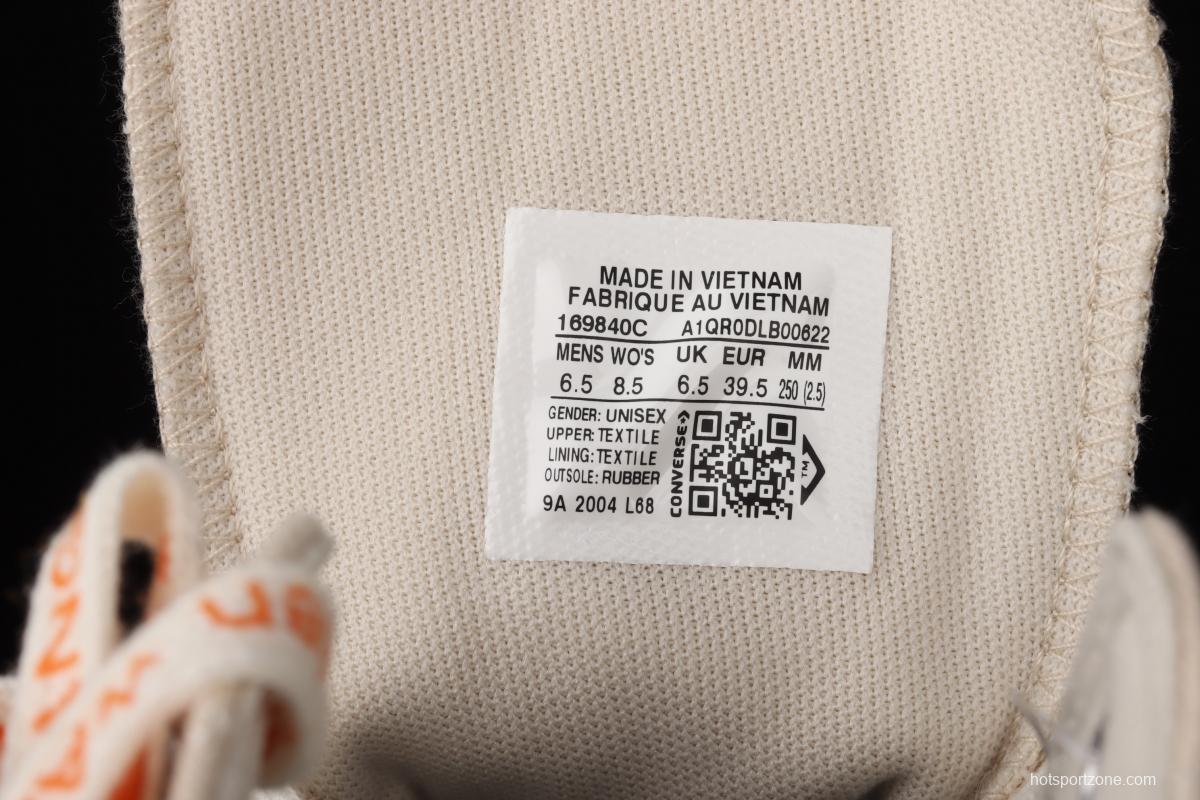 MADE IN VIETNAM
FABRIQUE AU VIETNAM
169840C A1QR0DLB00622
MENS WO'S UK EUR MM
6.5 8.5 6.5 39.5 250 (2.5)
GENDER: UNISEX
UPPER: TEXTILE
LINING: TEXTILE
OUTSOLE: RUBBER
9A 2004 L68
CONVERSE
TM
hotsportzone.com